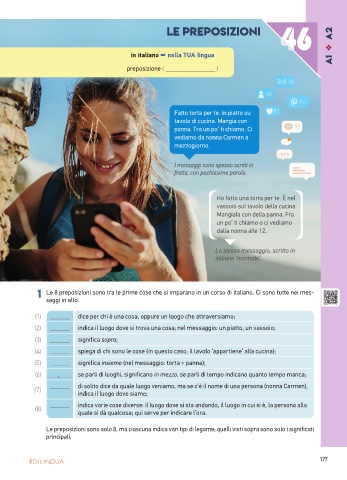 LE PREPOSIZIONI
46
A1 ❖ A2
in italiano ➡ nella TUA lingua
preposizione ( ____________ )
Fatto torta per te. In piatto su
tavolo di cucina. Mangia con
panna. Tra un po' ti chiamo. Ci
vediamo da nonna Carmen a
mezzogiorno.
I messaggi sono spesso scritti in
fretta, con pochissime parole.
Ho fatto una torta per te. È nel
vassoio sul tavolo della cucina.
Mangiala con della panna. Fra
un po' ti chiamo o ci vediamo
dalla nonna alle 12.
Lo stesso messaggio, scritto in
italiano "normale".
1 Le 8 preposizioni sono tra le prime cose che si imparano in un corso di italiano. Ci sono tutte nei mes-
saggi in alto.
(1) ______ dice per chi è una cosa, oppure un luogo che attraversiamo;
(2) ______ indica il luogo dove si trova una cosa; nel messaggio: un piatto, un vassoio;
(3) ______ significa sopra;
(4) ______ spiega di chi sono le cose (in questo caso, il tavolo 'appartiene' alla cucina);
(5) ______ significa insieme (nel messaggio: torta + panna);
(6) ___,___ se parli di luoghi, significano in mezzo, se parli di tempo indicano quanto tempo manca;
(7) ______ di solito dice da quale luogo veniamo, ma se c'è il nome di una persona (nonna Carmen),
indica il luogo dove siamo;
(8) ______ indica varie cose diverse: il luogo dove si sta andando, il luogo in cui si è, la persona alla
quale si dà qualcosa; qui serve per indicare l'ora.
Le preposizioni sono solo 8, ma ciascuna indica vari tipi di legame; quelli visti sopra sono solo i significati
principali.
EDILINGUA
177